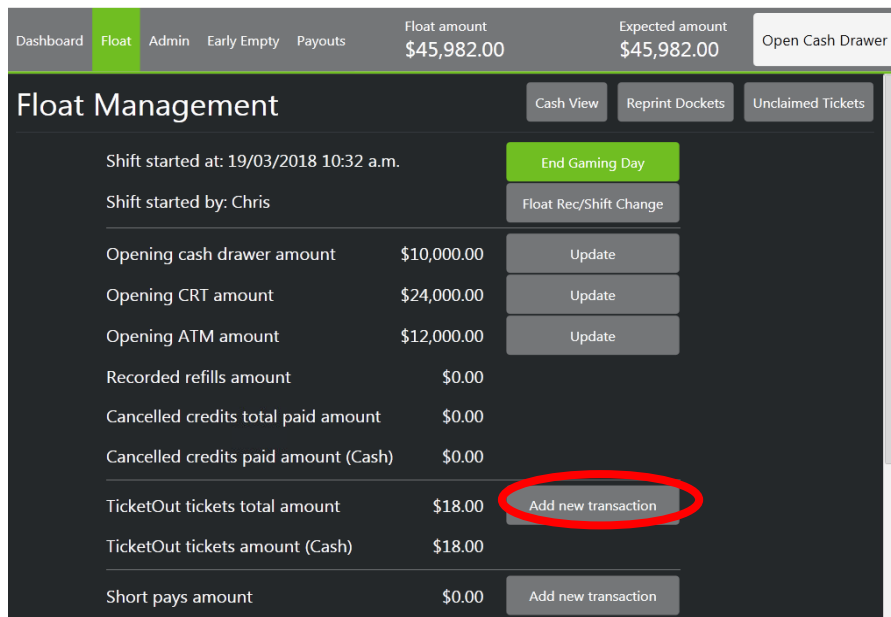 Dashboard Float Admin Early Empty Payouts Float amount $45,982.00 Expected amount $45,982.00 Open Cash Drawer
Float Management Cash View Reprint Dockets Unclaimed Tickets
Shift started at: 19/03/2018 10:32 a.m. End Gaming Day
Shift started by: Chris Float Rec/Shift Change
Opening cash drawer amount $10,000.00 Update
Opening CRT amount $24,000.00 Update
Opening ATM amount $12,000.00 Update
Recorded refills amount $0.00
Cancelled credits total paid amount $0.00
Cancelled credits paid amount (Cash) $0.00
TicketOut tickets total amount $18.00 Add new transaction
TicketOut tickets amount (Cash) $18.00
Short pays amount $0.00 Add new transaction